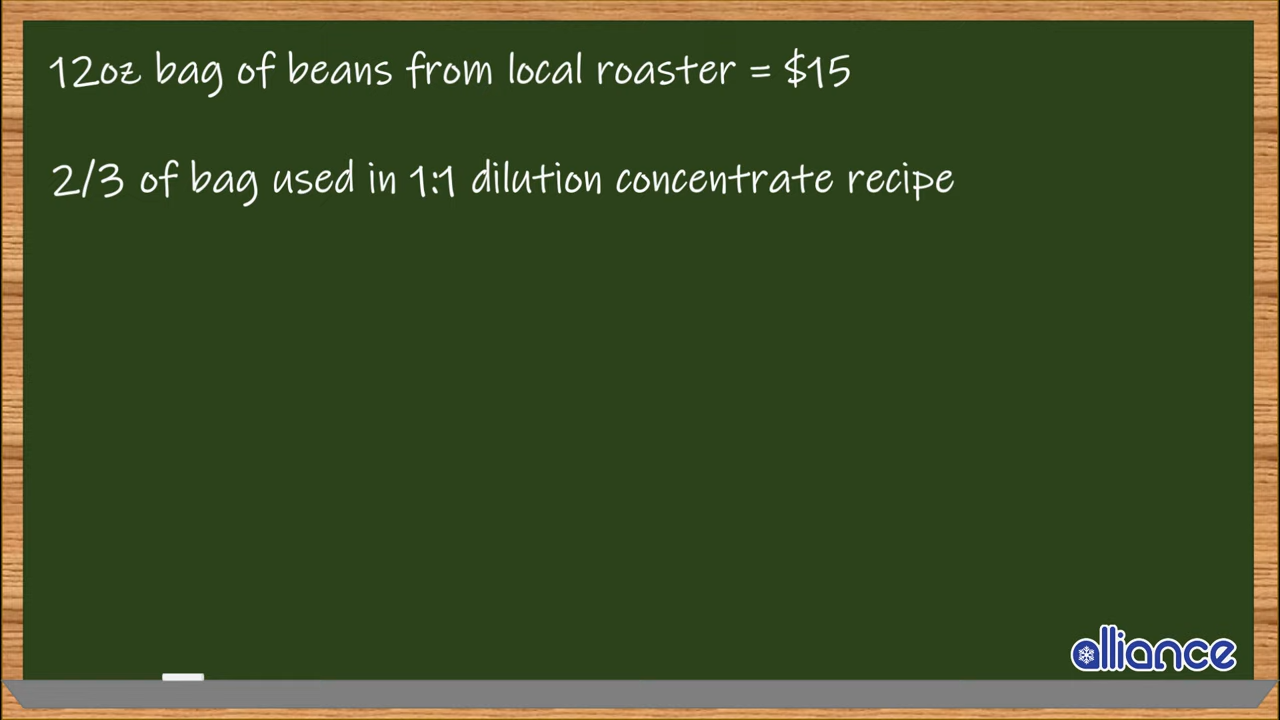 12oz bag of beans from local roaster = $15
2/3 of bag used in 1:1 dilution concentrate recipe
alliance